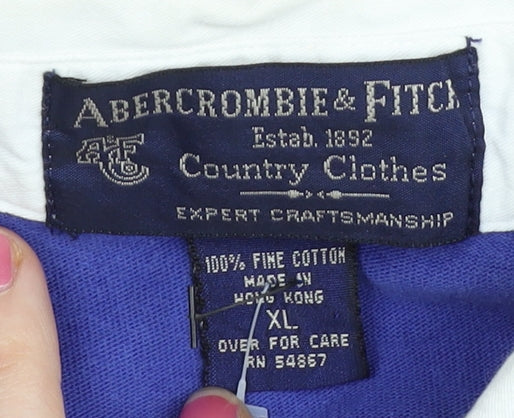 ABERCROMBIE & FITCH
Estab. 1892
A&F Co
Country Clothes
EXPERT CRAFTSMANSHIP
100% FINE COTTON
MADE IN
HONG KONG
XL
OVER FOR CARE
RN 54867